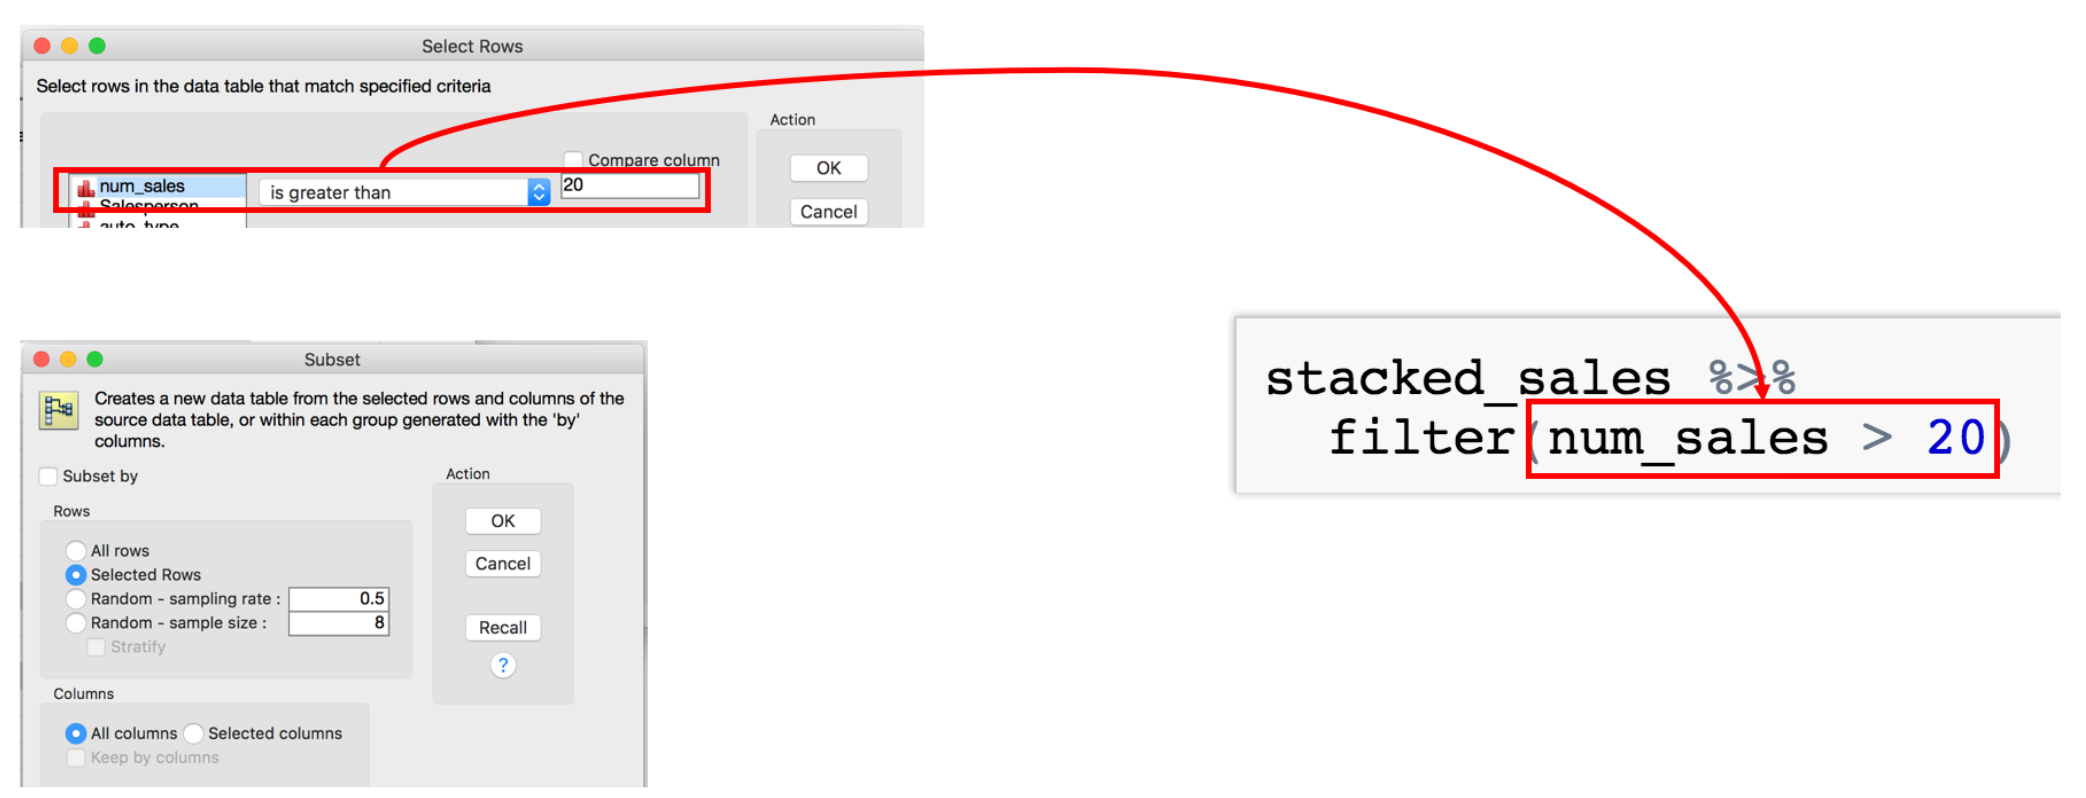 Select Rows
Select rows in the data table that match specified criteria
Action
Compare column
OK
num_sales
is greater than
20
Salesperson
Cancel
auto_type
stacked_sales %>%
filter(num_sales > 20)
Subset
Creates a new data table from the selected rows and columns of the
source data table, or within each group generated with the 'by'
columns.
Subset by
Action
Rows
OK
All rows
Cancel
Selected Rows
Random - sampling rate : 0.5
Random - sample size : 8
Recall
Stratify
?
Columns
All columns Selected columns
Keep by columns